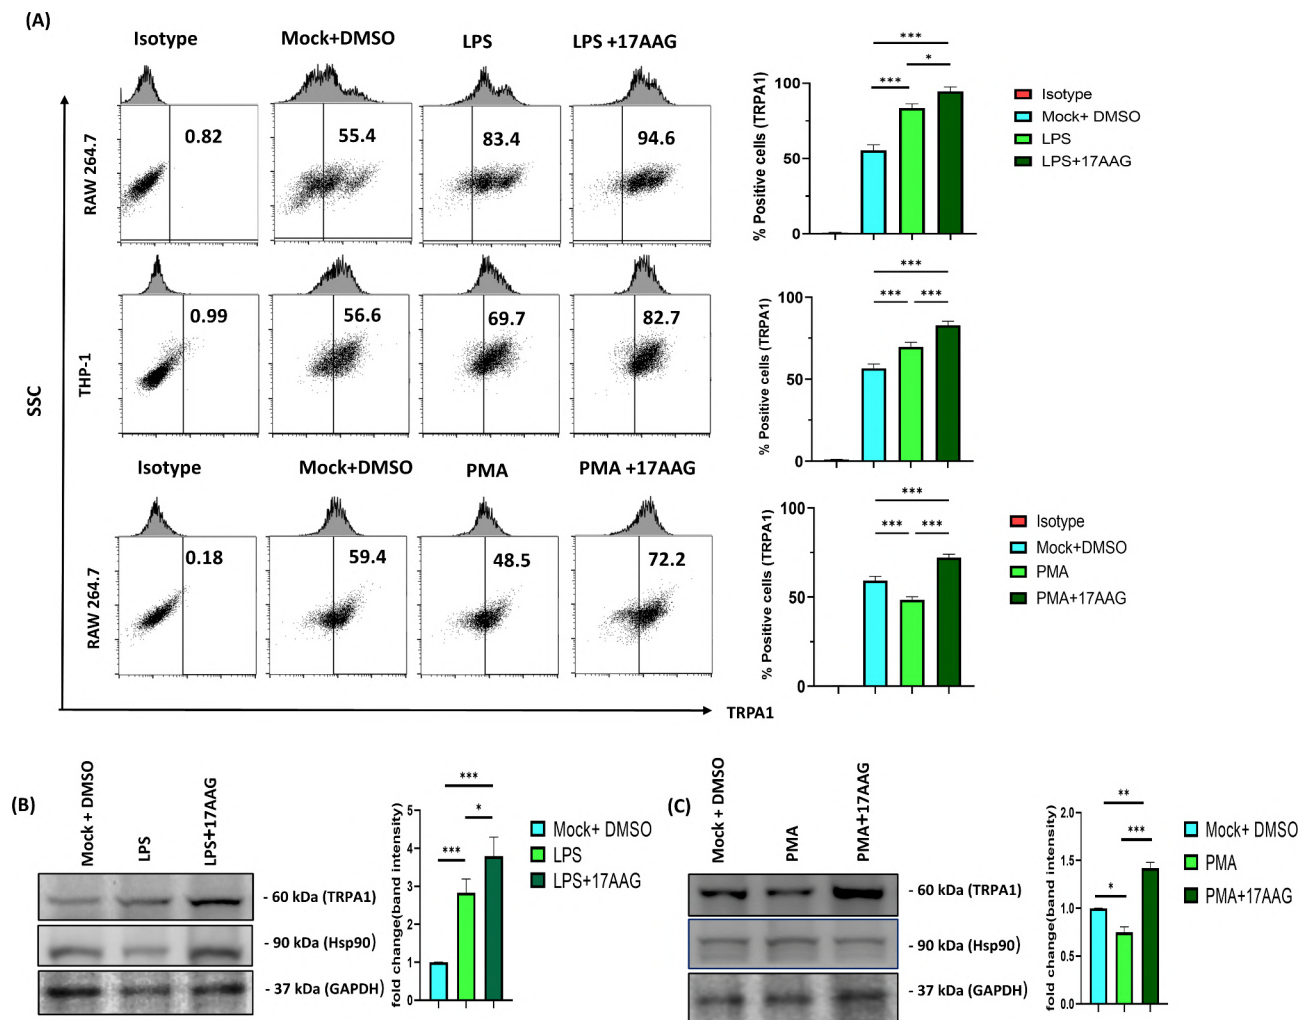 (A)
Isotype
Mock+DMSO
LPS
LPS +17AAG
RAW 264.7
0.82
55.4
83.4
94.6
% Positive cells (TRPA1)
100
50
0
***
*
***
Isotype
Mock+ DMSO
LPS
LPS+17AAG
THP-1
0.99
56.6
69.7
82.7
% Positive cells (TRPA1)
100
50
0
***
*** ***
SSC
Isotype
Mock+DMSO
PMA
PMA +17AAG
RAW 264.7
0.18
59.4
48.5
72.2
% Positive cells (TRPA1)
100
50
0
***
*** ***
Isotype
Mock+DMSO
PMA
PMA+17AAG
TRPA1
(B)
Mock + DMSO
LPS
LPS+17AAG
- 60 kDa (TRPA1)
- 90 kDa (Hsp90)
- 37 kDa (GAPDH)
fold change(band intensity)
5
4
3
2
1
0
***
*
***
Mock+ DMSO
LPS
LPS+17AAG
(C)
Mock + DMSO
PMA
PMA+17AAG
- 60 kDa (TRPA1)
- 90 kDa (Hsp90)
- 37 kDa (GAPDH)
fold change(band intensity)
2.0
1.5
1.0
0.5
0.0
**
***
*
Mock+ DMSO
PMA
PMA+17AAG